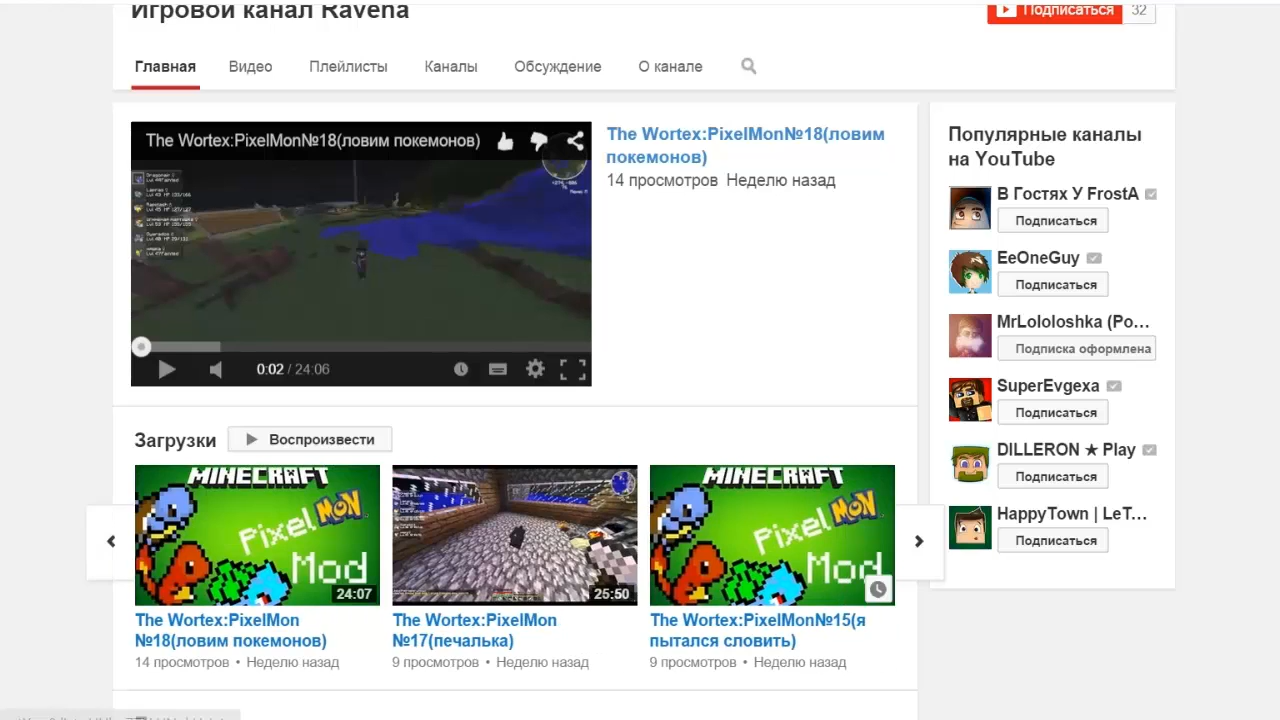 Игровой канал Ravena
Подписаться 32
Главная Видео Плейлисты Каналы Обсуждение О канале
The Wortex:PixelMon№18(ловим покемонов)
0:02 / 24:06
The Wortex:PixelMon№18(ловим
покемонов)
14 просмотров Неделю назад
Загрузки Воспроизвести
MINECRAFT
Pixel
MON
Mod
24:07
The Wortex:PixelMon
№18(ловим покемонов)
14 просмотров • Неделю назад
25:50
The Wortex:PixelMon
№17(печалька)
9 просмотров • Неделю назад
MINECRAFT
Pixel
MON
Mod
The Wortex:PixelMon№15(я
пытался словить)
9 просмотров • Неделю назад
Популярные каналы
на YouTube
В Гостях У FrostA
Подписаться
EeOneGuy
Подписаться
MrLololoshka (Ро...
Подписка оформлена
SuperEvgexa
Подписаться
DILLERON ★ Play
Подписаться
HappyTown | LeT...
Подписаться